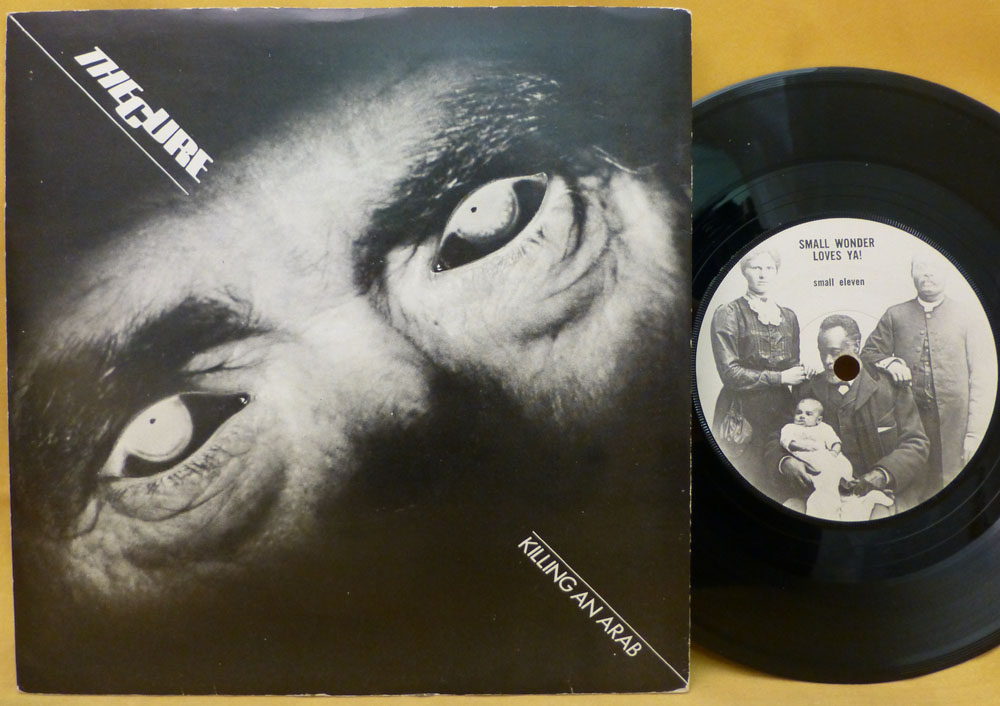 THE CURE
KILLING AN ARAB
SMALL WONDER
LOVES YA!
small eleven